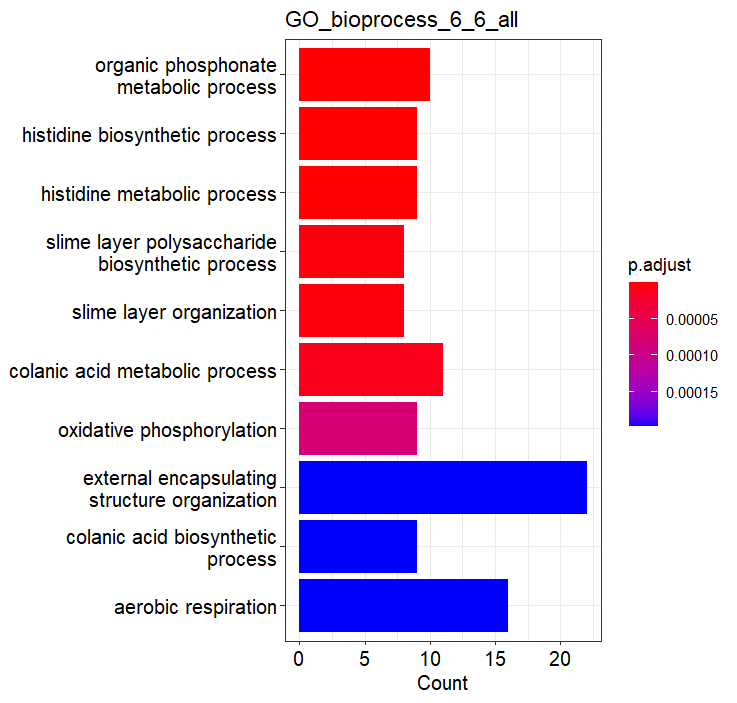 GO_bioprocess_6_6_all
organic phosphonate
metabolic process
histidine biosynthetic process
histidine metabolic process
slime layer polysaccharide
biosynthetic process
slime layer organization
colanic acid metabolic process
oxidative phosphorylation
external encapsulating
structure organization
colanic acid biosynthetic
process
aerobic respiration
0 5 10 15 20
Count
p.adjust
0.00005
0.00010
0.00015